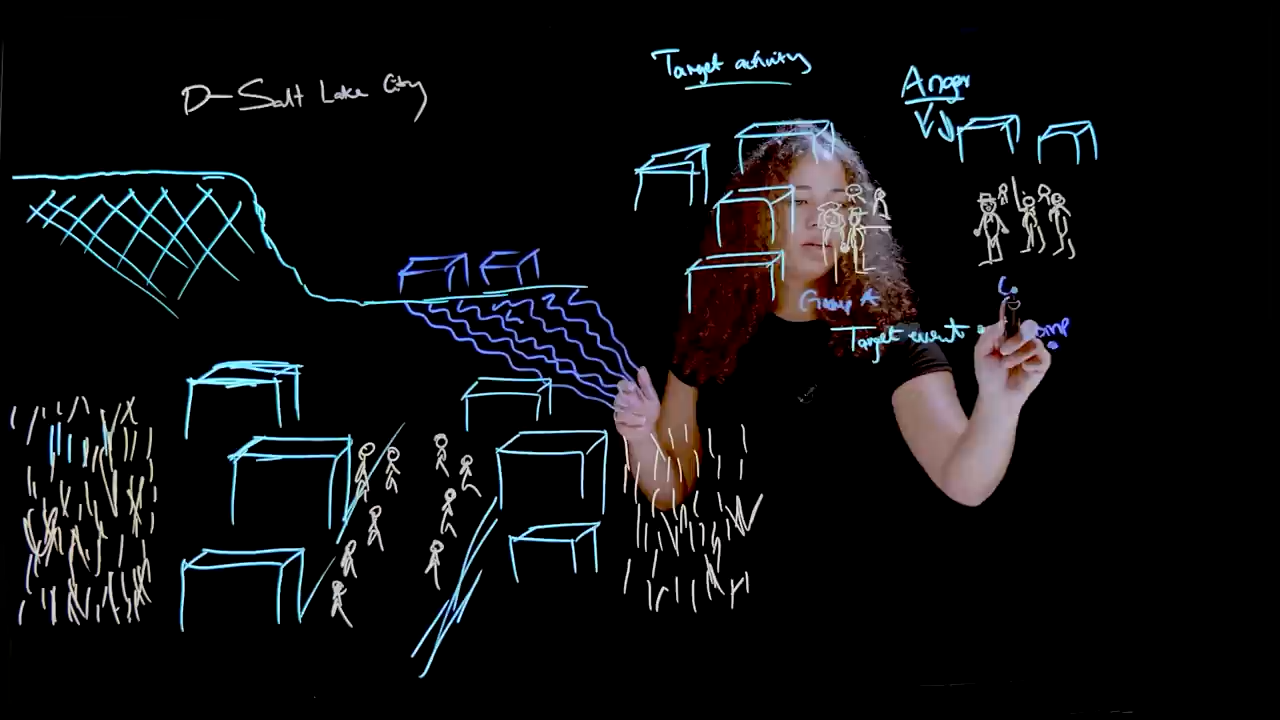 D-Salt Lake City
Target activity
Anger
Group A
Target event